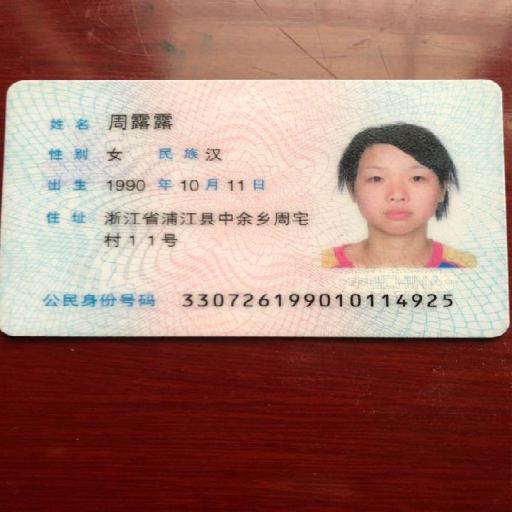 姓名 周露露
性别 女 民族 汉
出生 1990 年 10 月 11 日
住址 浙江省浦江县中余乡周宅
村11号
公民身份号码 330726199010114925